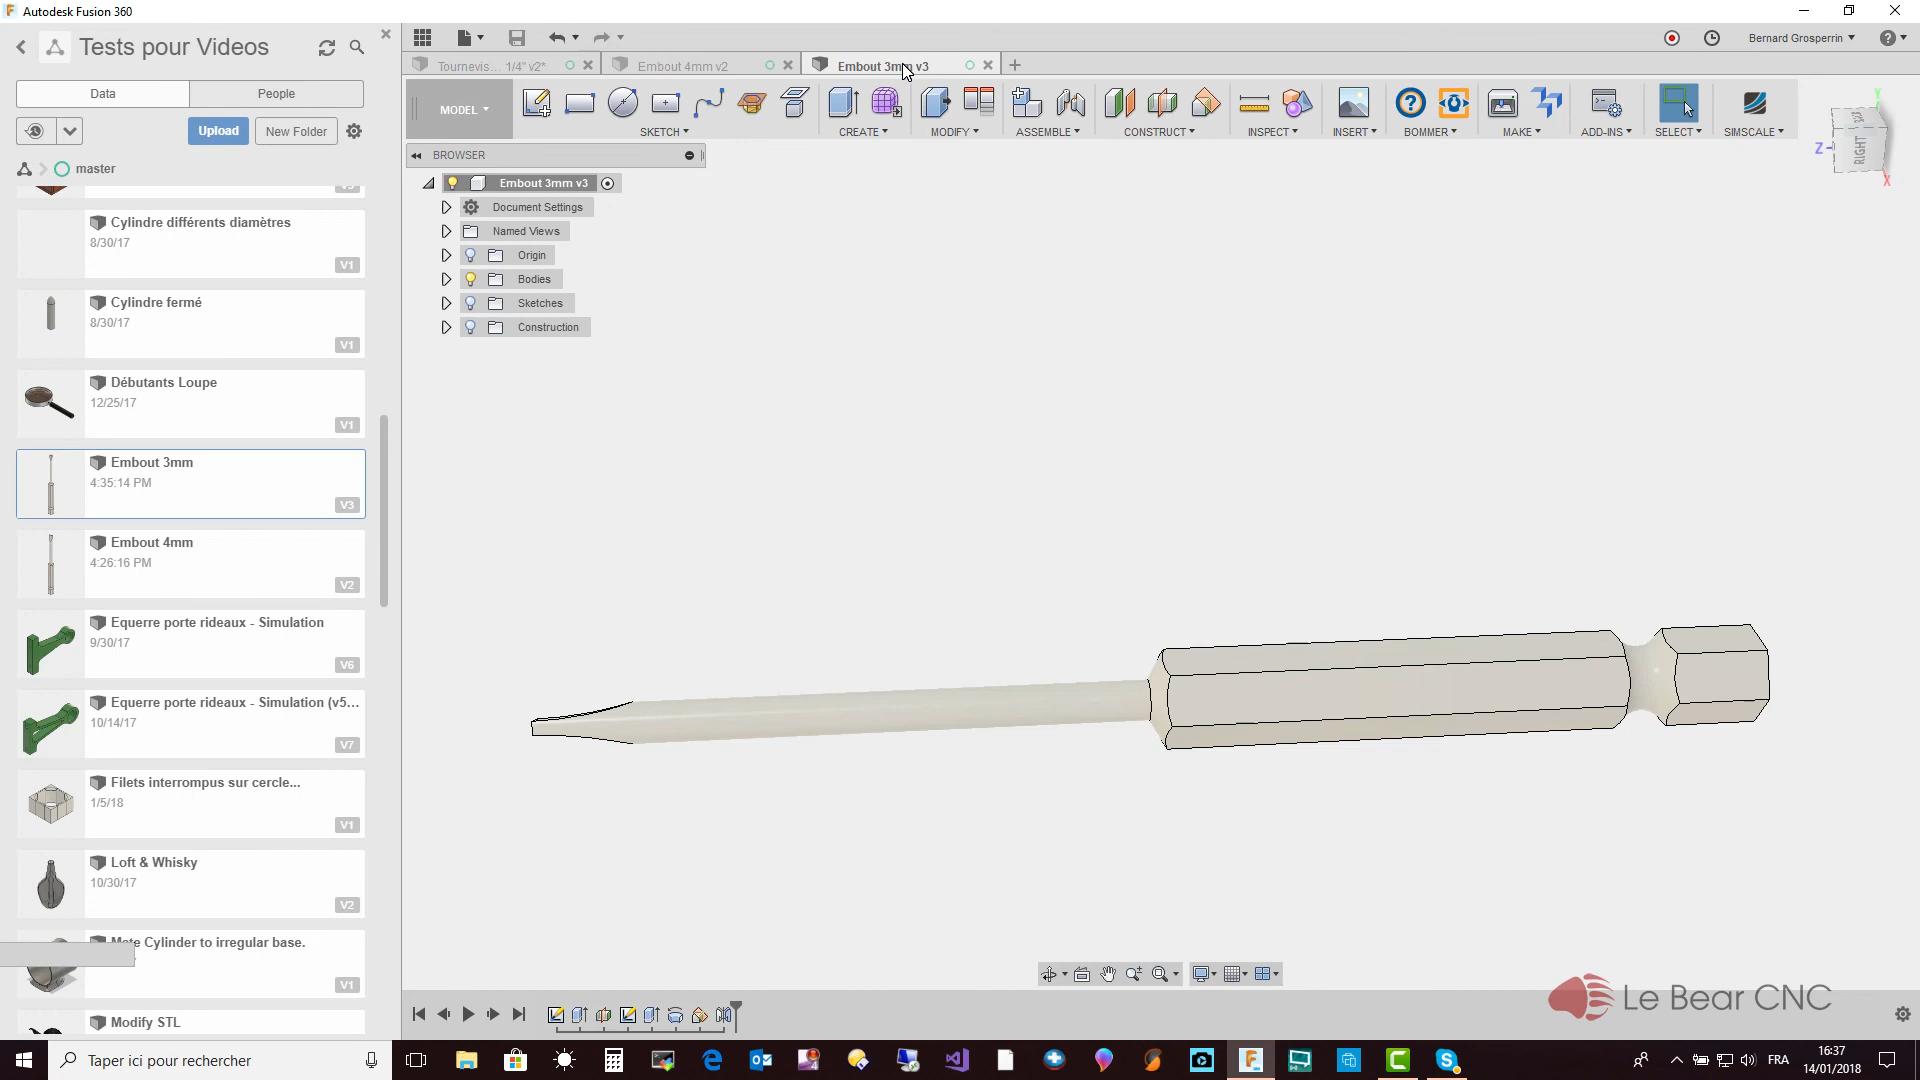 Autodesk Fusion 360
Tests pour Videos
Data
People
Upload
New Folder
master
Cylindre différents diamètres
8/30/17
V1
Cylindre fermé
8/30/17
V1
Débutants Loupe
12/25/17
V1
Embout 3mm
4:35:14 PM
V3
Embout 4mm
4:26:16 PM
V2
Equerre porte rideaux - Simulation
9/30/17
V6
Equerre porte rideaux - Simulation (v5...
10/14/17
V7
Filets interrompus sur cercle...
1/5/18
V1
Loft & Whisky
10/30/17
V2
Mate Cylinder to irregular base.
V1
Modify STL
Bernard Grosperrin
Tournevis... 1/4" v2*
Embout 4mm v2
Embout 3mm v3
MODEL
SKETCH
CREATE
MODIFY
ASSEMBLE
CONSTRUCT
INSPECT
INSERT
BOMMER
MAKE
ADD-INS
SELECT
SIMSCALE
BROWSER
Embout 3mm v3
Document Settings
Named Views
Origin
Bodies
Sketches
Construction
Y
Z
RIGHT
X
Le Bear CNC
Taper ici pour rechercher
FRA
16:37
14/01/2018